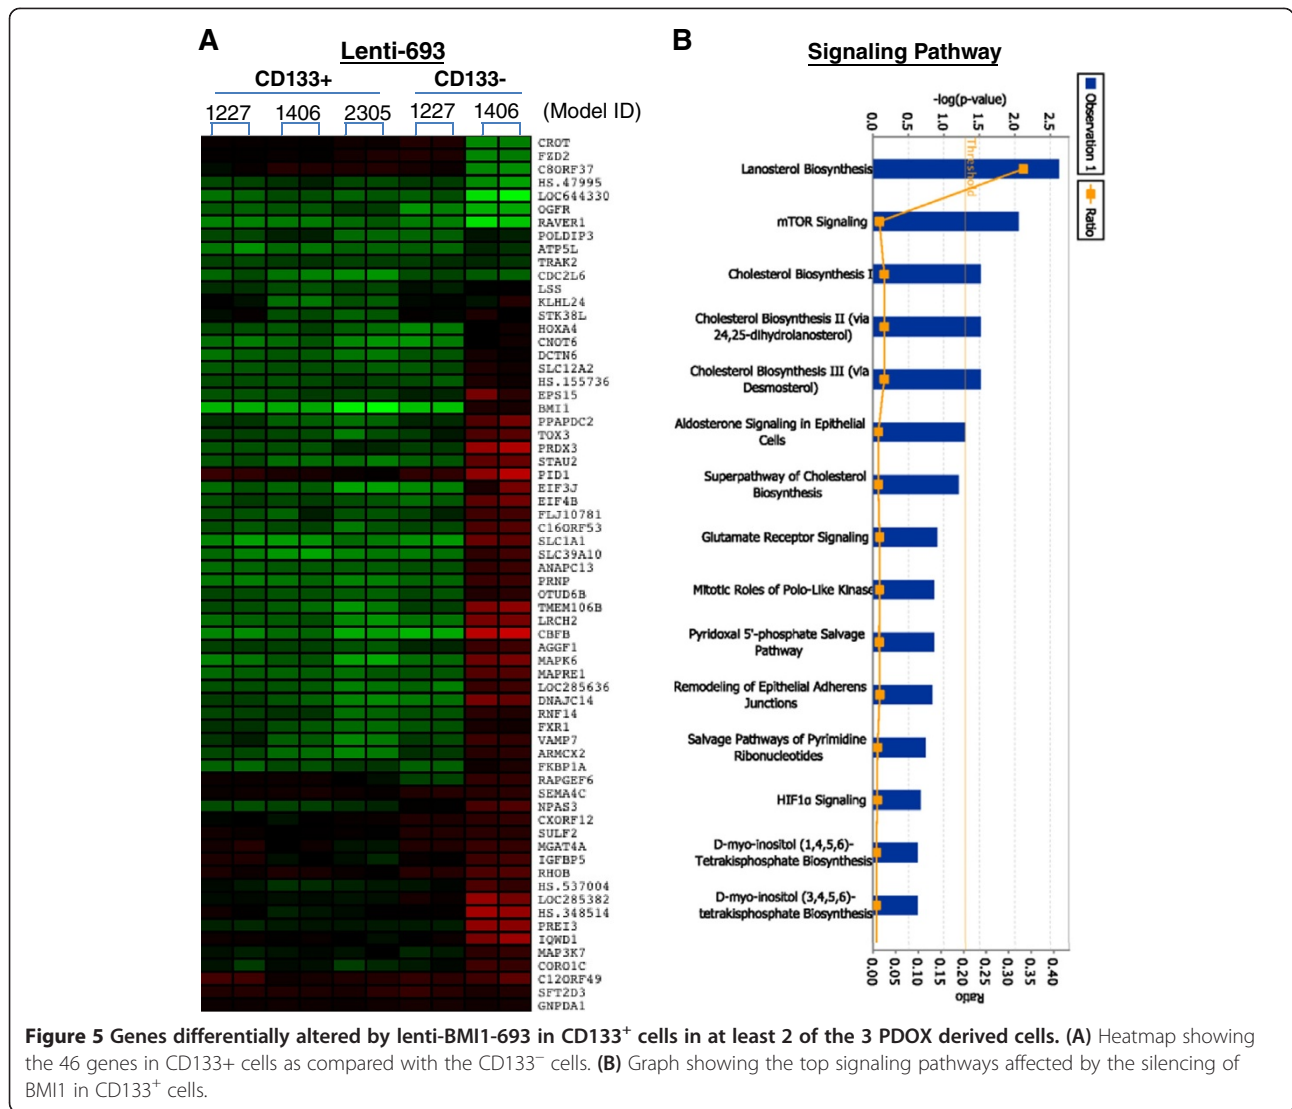 A
Lenti-693
CD133+ CD133-
1227 1406 2305 1227 1406 (Model ID)
CROT
FZD2
C8ORF37
HS.47995
LOC644330
OGFR
RAVER1
POLDIP3
ATP5L
TRAK2
CDC2L6
LSS
KLHL24
STK38L
HOXA4
CNOT6
DCTN6
SLC12A2
HS.155736
EPS15
BMI1
PPAPDC2
TOX3
PRDX3
STAU2
PID1
EIF3J
EIF4B
FLJ10781
C16ORF53
SLC1A1
SLC39A10
ANAPC13
PRNP
OTUD6B
TMEM106B
LRCH2
CBFB
AGGF1
MAPK6
MAPRE1
LOC285636
DNAJC14
RNF14
FXR1
VAMP7
ARMCX2
FKBP1A
RAPGEF6
SEMA4C
NPAS3
CXORF12
SULF2
MGAT4A
IGFBP5
RHOB
HS.537004
LOC285382
HS.348514
PREI3
IQWD1
MAP3K7
CORO1C
C12ORF49
SFT2D3
GNPDA1
B
Signaling Pathway
-log(p-value)
0.0 0.5 1.0 1.5 2.0 2.5
Threshold
Observation 1
Ratio
Lanosterol Biosynthesis
mTOR Signaling
Cholesterol Biosynthesis I
Cholesterol Biosynthesis II (via
24,25-dihydrolanosterol)
Cholesterol Biosynthesis III (via
Desmosterol)
Aldosterone Signaling in Epithelial
Cells
Superpathway of Cholesterol
Biosynthesis
Glutamate Receptor Signaling
Mitotic Roles of Polo-Like Kinase
Pyridoxal 5'-phosphate Salvage
Pathway
Remodeling of Epithelial Adherens
Junctions
Salvage Pathways of Pyrimidine
Ribonucleotides
HIF1α Signaling
D-myo-inositol (1,4,5,6)-
Tetrakisphosphate Biosynthesis
D-myo-inositol (3,4,5,6)-
tetrakisphosphate Biosynthesis
0.00 0.05 0.10 0.15 0.20 0.25 0.30 0.35 0.40
Ratio
Figure 5 Genes differentially altered by lenti-BMI1-693 in CD133+ cells in at least 2 of the 3 PDOX derived cells. (A) Heatmap showing
the 46 genes in CD133+ cells as compared with the CD133− cells. (B) Graph showing the top signaling pathways affected by the silencing of
BMI1 in CD133+ cells.